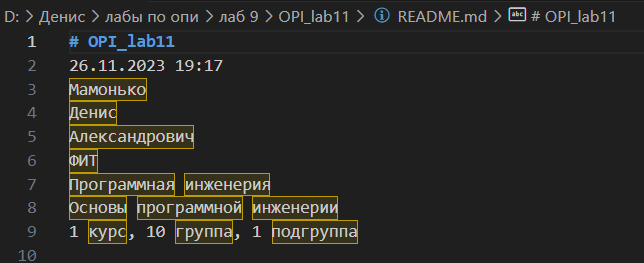 D: > Денис > лабы по опи > лаб 9 > OPI_lab11 > README.md > # OPI_lab11
1 # OPI_lab11
2 26.11.2023 19:17
3 Мамонько
4 Денис
5 Александрович
6 ФИТ
7 Программная инженерия
8 Основы программной инженерии
9 1 курс, 10 группа, 1 подгруппа
10